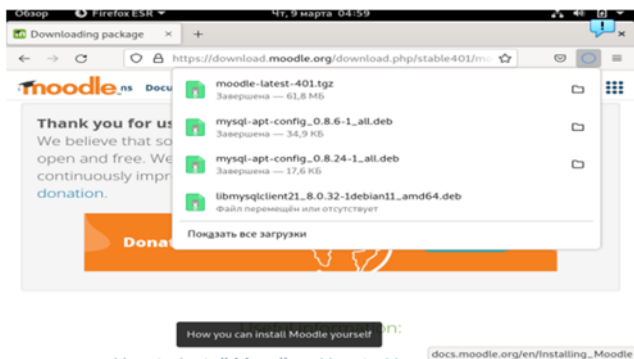 Обзор Firefox ESR Чт, 9 марта 04:59
Downloading package
https://download.moodle.org/download.php/stable401/mo
moodle ns Docu
moodle-latest-401.tgz
Завершена — 61,8 МБ
mysql-apt-config_0.8.6-1_all.deb
Завершена — 34,9 КБ
mysql-apt-config_0.8.24-1_all.deb
Завершена — 17,6 КБ
libmysqlclient21_8.0.32-1debian11_amd64.deb
Файл перемещён или отсутствует
Показать все загрузки
Thank you for us
We believe that so
open and free. We
continuously impr
donation.
Donat
How you can install Moodle yourself
docs.moodle.org/en/Installing_Moodle